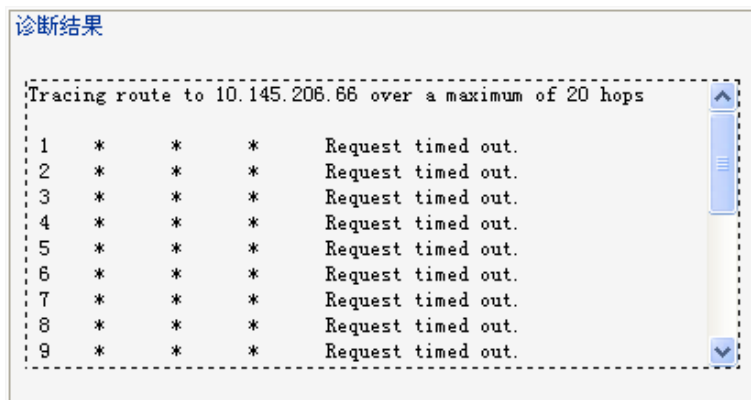 诊断结果
Tracing route to 10.145.206.66 over a maximum of 20 hops
1 * * * Request timed out.
2 * * * Request timed out.
3 * * * Request timed out.
4 * * * Request timed out.
5 * * * Request timed out.
6 * * * Request timed out.
7 * * * Request timed out.
8 * * * Request timed out.
9 * * * Request timed out.